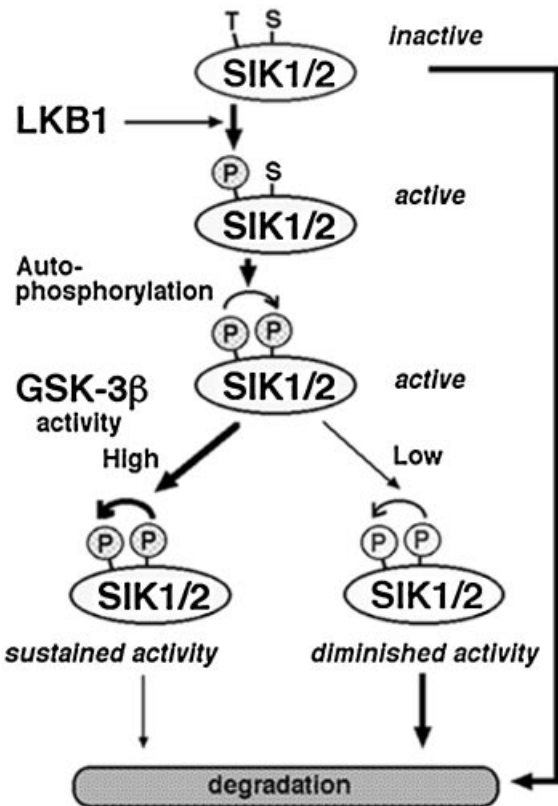 T S
inactive
SIK1/2
LKB1
P S
active
SIK1/2
Auto-
phosphorylation
P P
SIK1/2
active
GSK-3β
activity
High
Low
P P
P P
SIK1/2
SIK1/2
sustained activity
diminished activity
degradation